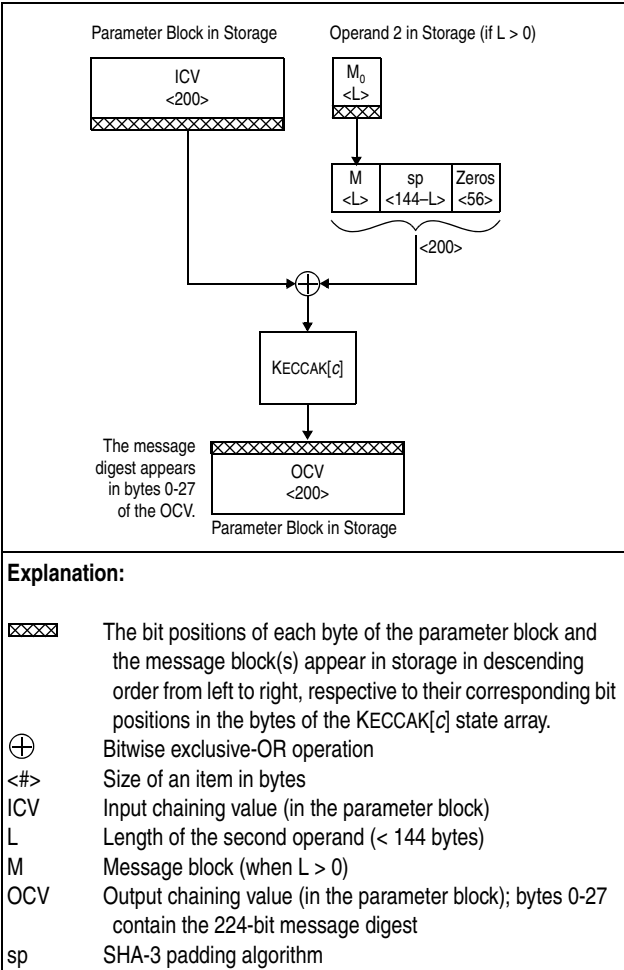 Parameter Block in Storage
Operand 2 in Storage (if L > 0)
ICV
<200>
M₀
<L>
M
<L>
sp
<144–L>
Zeros
<56>
<200>
KECCAK[c]
The message
digest appears
in bytes 0-27
of the OCV.
OCV
<200>
Parameter Block in Storage
Explanation:
The bit positions of each byte of the parameter block and
the message block(s) appear in storage in descending
order from left to right, respective to their corresponding bit
positions in the bytes of the KECCAK[c] state array.
⊕ Bitwise exclusive-OR operation
<#> Size of an item in bytes
ICV Input chaining value (in the parameter block)
L Length of the second operand (< 144 bytes)
M Message block (when L > 0)
OCV Output chaining value (in the parameter block); bytes 0-27
contain the 224-bit message digest
sp SHA-3 padding algorithm